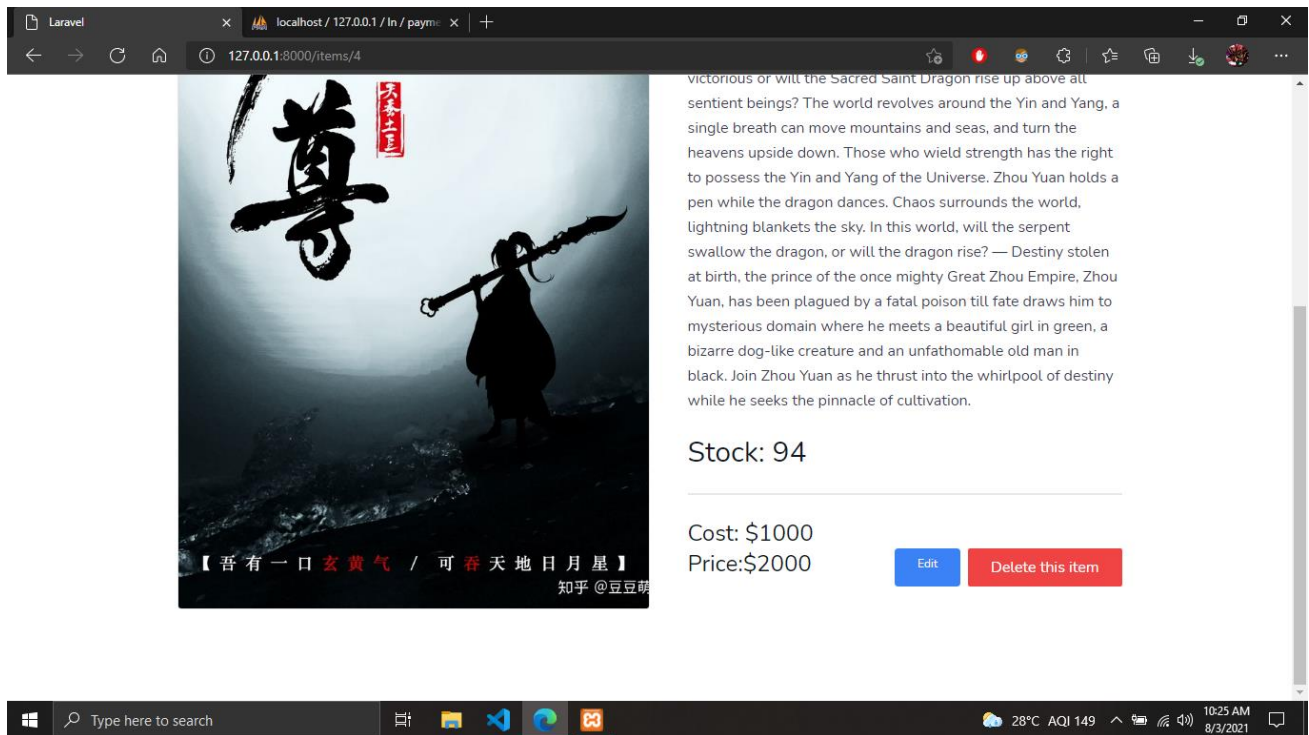 Laravel
localhost / 127.0.0.1 / ln / payme
127.0.0.1:8000/items/4
尊
天蚕土豆
【吾有一口玄黄气 / 可吞天地日月星】
知乎 @豆豆萌
victorious or will the Sacred Saint Dragon rise up above all
sentient beings? The world revolves around the Yin and Yang, a
single breath can move mountains and seas, and turn the
heavens upside down. Those who wield strength has the right
to possess the Yin and Yang of the Universe. Zhou Yuan holds a
pen while the dragon dances. Chaos surrounds the world,
lightning blankets the sky. In this world, will the serpent
swallow the dragon, or will the dragon rise? — Destiny stolen
at birth, the prince of the once mighty Great Zhou Empire, Zhou
Yuan, has been plagued by a fatal poison till fate draws him to
mysterious domain where he meets a beautiful girl in green, a
bizarre dog-like creature and an unfathomable old man in
black. Join Zhou Yuan as he thrust into the whirlpool of destiny
while he seeks the pinnacle of cultivation.
Stock: 94
Cost: $1000
Price:$2000
Edit
Delete this item
Type here to search
28°C AQI 149
10:25 AM
8/3/2021